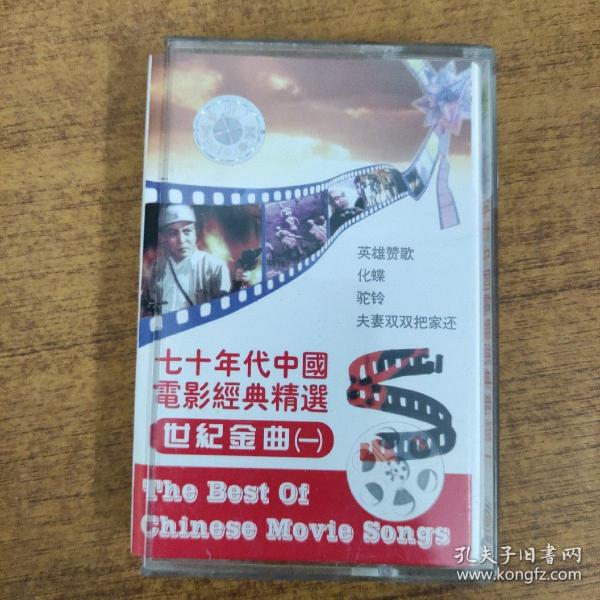 英雄赞歌
化蝶
驼铃
夫妻双双把家还
七十年代中國
電影經典精選
世紀金曲(一)
The Best Of
Chinese Movie Songs
孔夫子旧書网
www.kongfz.com